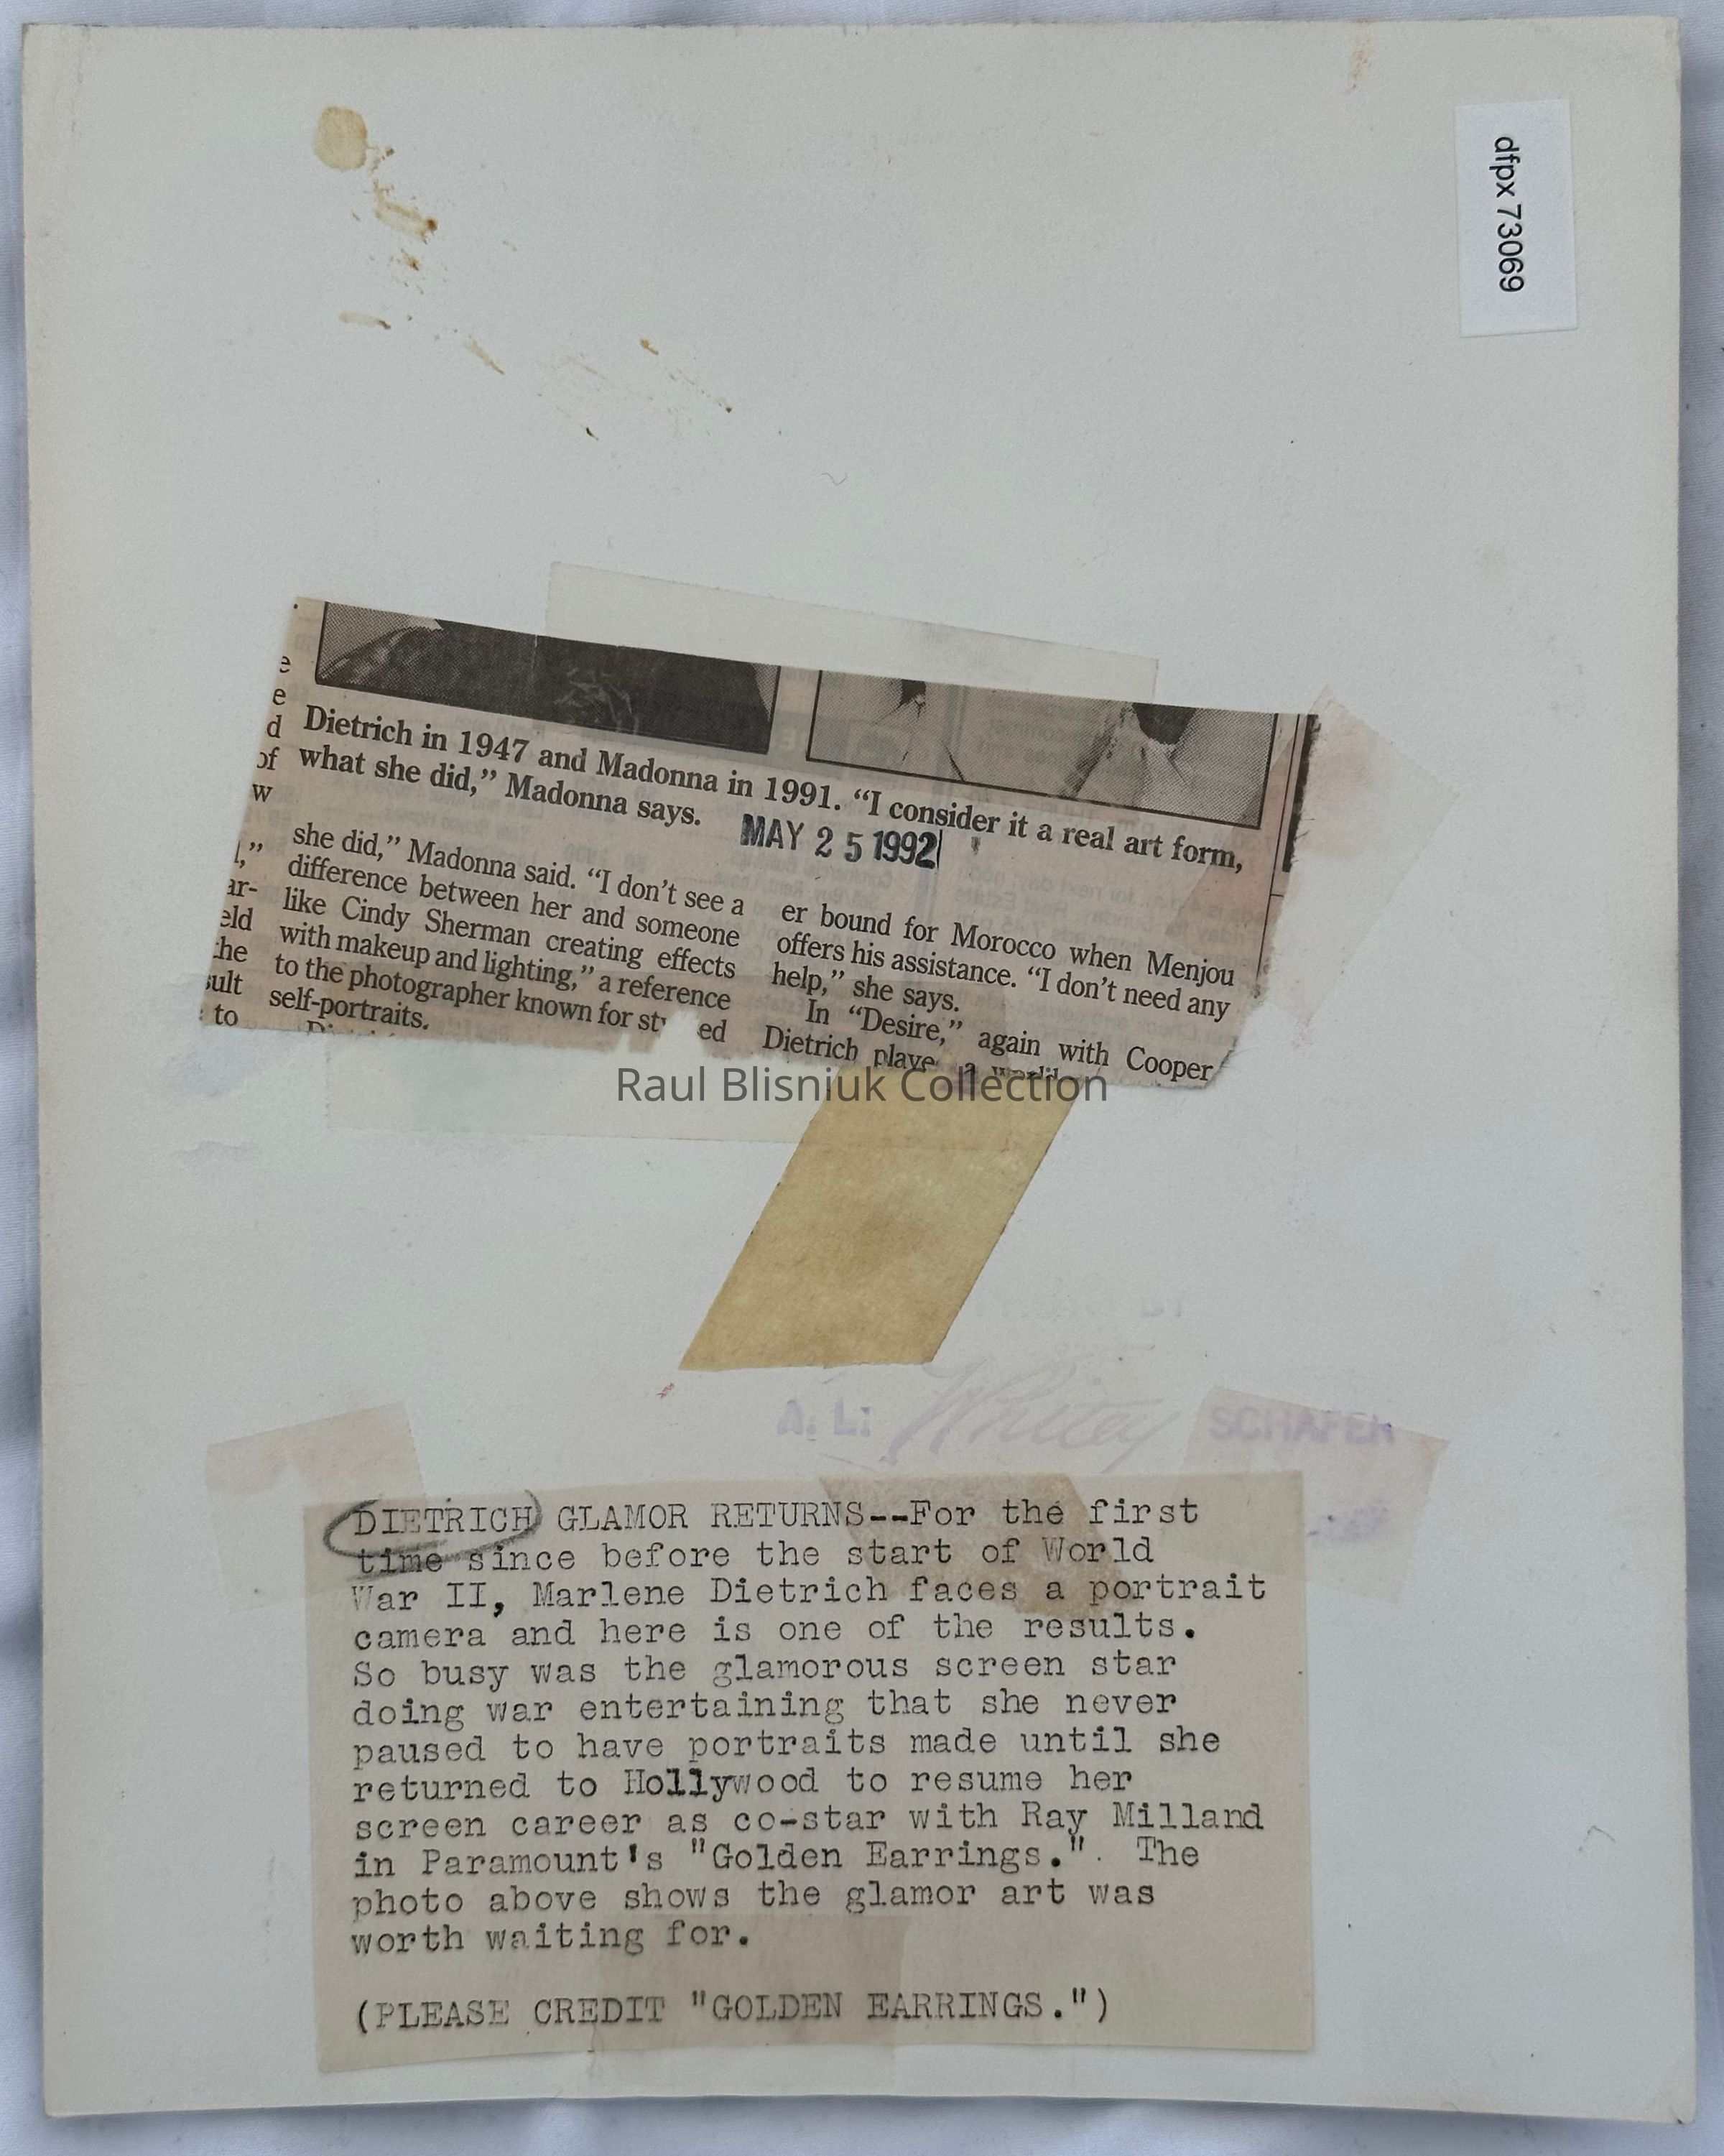 dfpx 73069
e
e
d
of
w
Dietrich in 1947 and Madonna in 1991. “I consider it a real art form,
what she did,” Madonna says.
MAY 25 1992
,”
ar-
eld
the
sult
to
she did,” Madonna said. “I don’t see a
difference between her and someone
like Cindy Sherman creating effects
with makeup and lighting,” a reference
to the photographer known for st ed
self-portraits.
er bound for Morocco when Menjou
offers his assistance. “I don’t need any
help,” she says.
In “Desire,” again with Cooper
Dietrich plays a
Raul Blisniuk Collection
A. L. Whitey SCHAFER
DIETRICH GLAMOR RETURNS--For the first
time since before the start of World
War II, Marlene Dietrich faces a portrait
camera and here is one of the results.
So busy was the glamorous screen star
doing war entertaining that she never
paused to have portraits made until she
returned to Hollywood to resume her
screen career as co-star with Ray Milland
in Paramount's "Golden Earrings.". The
photo above shows the glamor art was
worth waiting for.
(PLEASE CREDIT "GOLDEN EARRINGS.")